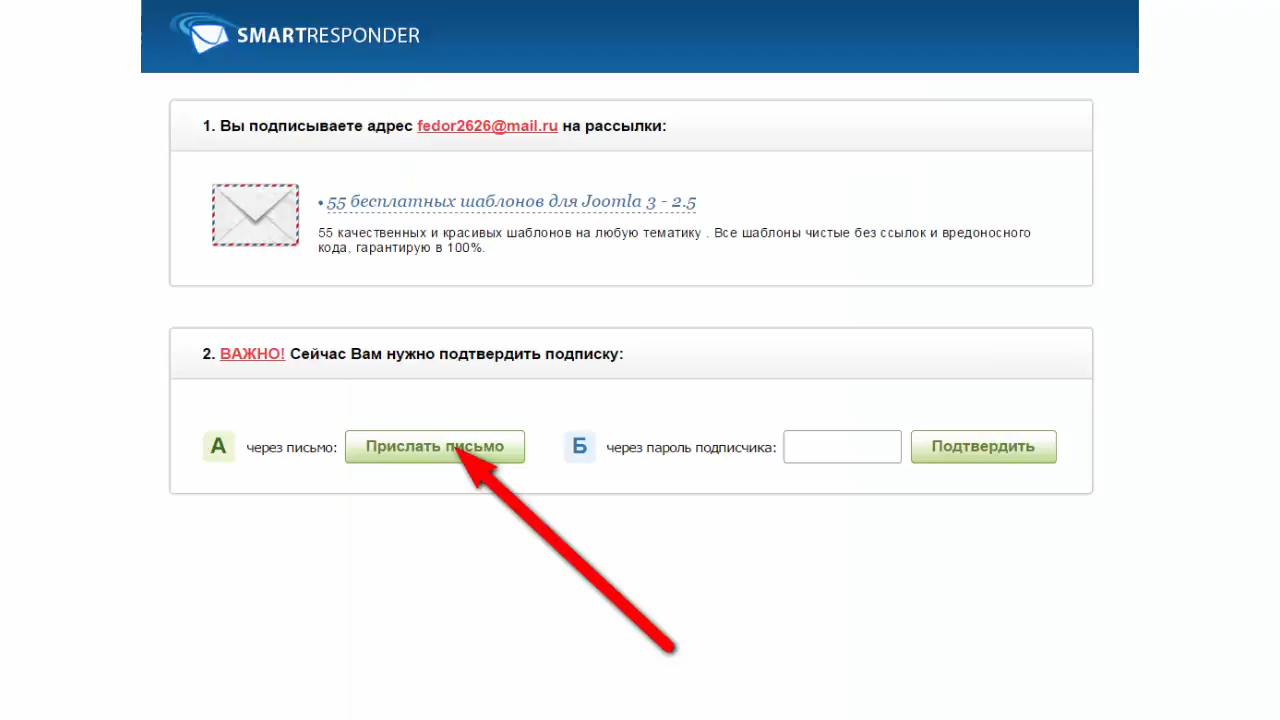 SMARTRESPONDER
1. Вы подписываете адрес fedor2626@mail.ru на рассылки:
• 55 бесплатных шаблонов для Joomla 3 - 2.5
55 качественных и красивых шаблонов на любую тематику . Все шаблоны чистые без ссылок и вредоносного
кода, гарантирую в 100%.
2. ВАЖНО! Сейчас Вам нужно подтвердить подписку:
А через письмо: Прислать письмо Б через пароль подписчика: Подтвердить